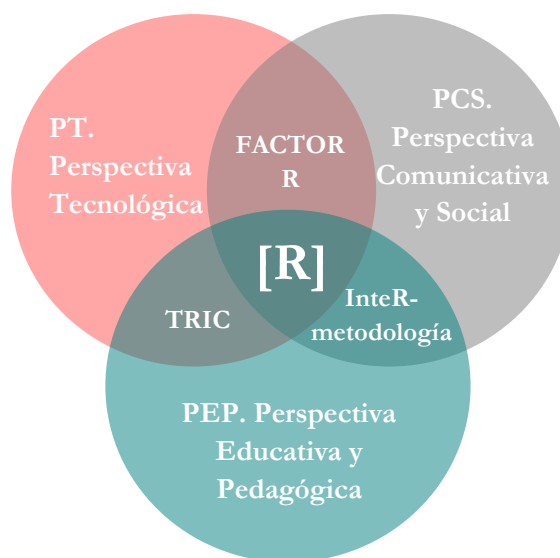 PT.
Perspectiva
Tecnológica
FACTOR
R
PCS.
Perspectiva
Comunicativa
y Social
[R]
TRIC
InteR-
metodología
PEP. Perspectiva
Educativa y
Pedagógica